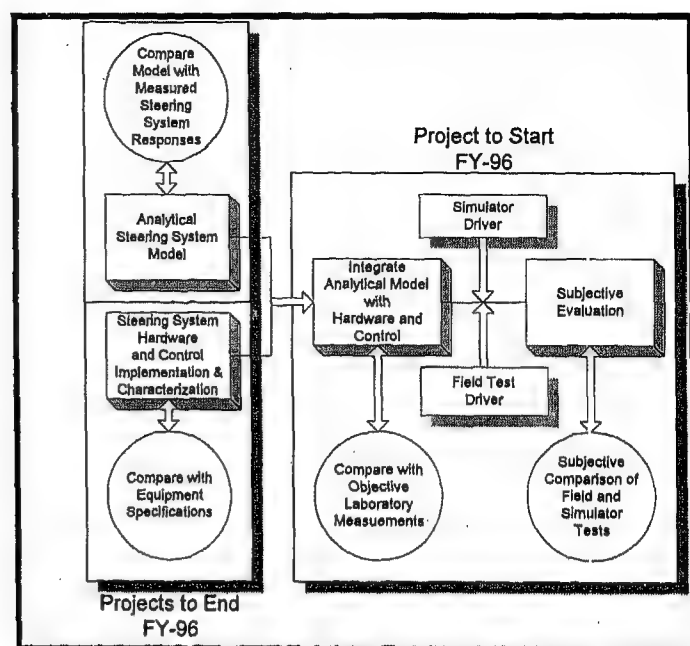 Compare
Model with
Measured
Steering
System
Responses
Analytical
Steering System
Model
Steering System
Hardware
and Control
Implementation &
Characterization
Compare with
Equipment
Specifications
Projects to End
FY-96
Project to Start
FY-96
Simulator
Driver
Integrate
Analytical Model
with
Hardware and
Control
Subjective
Evaluation
Field Test
Driver
Compare with
Objective
Laboratory
Measuements
Subjective
Comparison of
Field and
Simulator
Tests